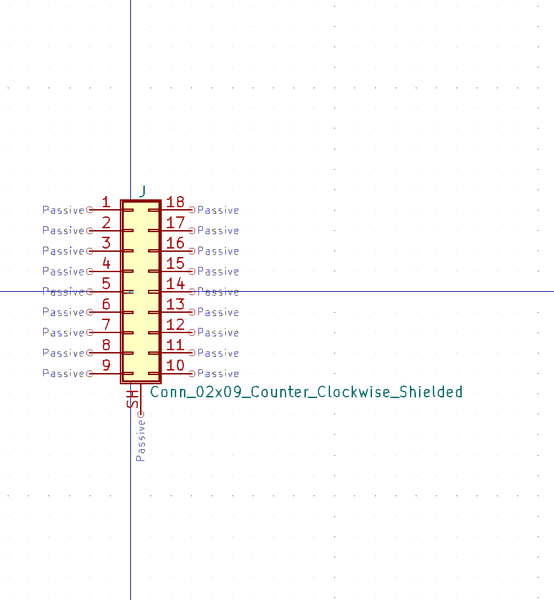 J
Passive 1 18 Passive
Passive 2 17 Passive
Passive 3 16 Passive
Passive 4 15 Passive
Passive 5 14 Passive
Passive 6 13 Passive
Passive 7 12 Passive
Passive 8 11 Passive
Passive 9 10 Passive
SH
Conn_02x09_Counter_Clockwise_Shielded
Passive